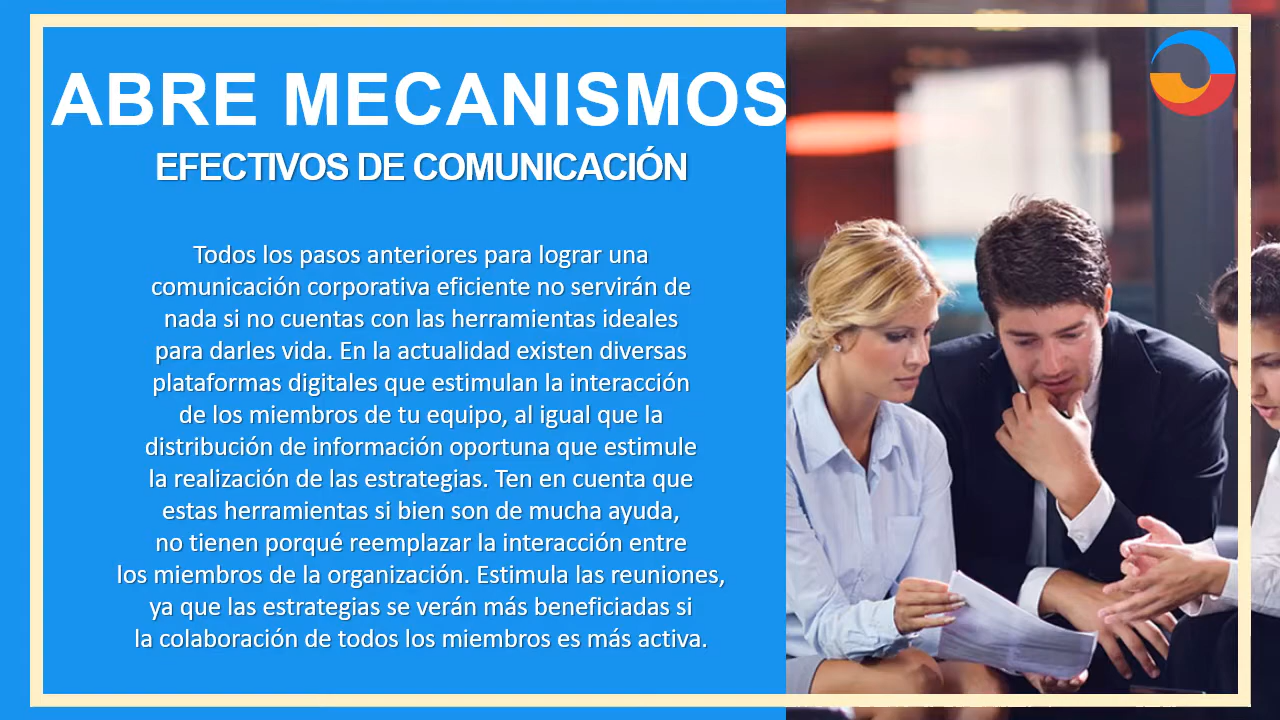 ABRE MECANISMOS
EFECTIVOS DE COMUNICACIÓN
Todos los pasos anteriores para lograr una
comunicación corporativa eficiente no servirán de
nada si no cuentas con las herramientas ideales
para darles vida. En la actualidad existen diversas
plataformas digitales que estimulan la interacción
de los miembros de tu equipo, al igual que la
distribución de información oportuna que estimule
la realización de las estrategias. Ten en cuenta que
estas herramientas si bien son de mucha ayuda,
no tienen porqué reemplazar la interacción entre
los miembros de la organización. Estimula las reuniones,
ya que las estrategias se verán más beneficiadas si
la colaboración de todos los miembros es más activa.